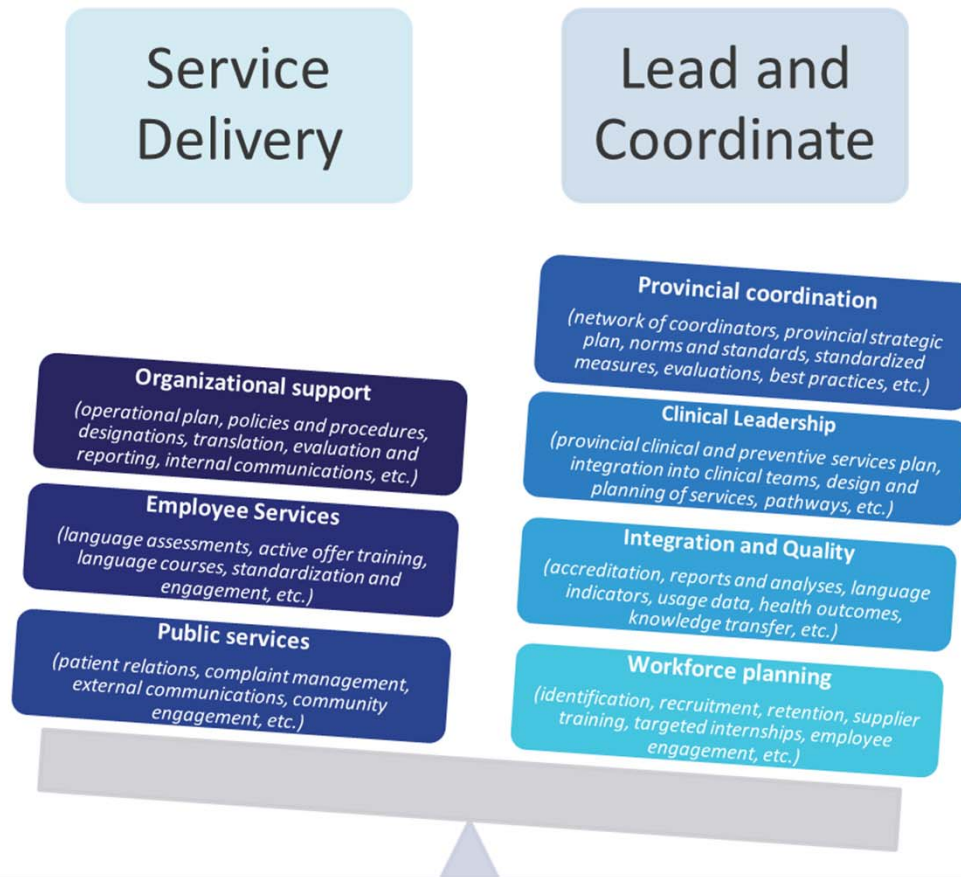 Service
Delivery
Lead and
Coordinate
Organizational support
(operational plan, policies and procedures,
designations, translation, evaluation and
reporting, internal communications, etc.)
Employee Services
(language assessments, active offer training,
language courses, standardization and
engagement, etc.)
Public services
(patient relations, complaint management,
external communications, community
engagement, etc.)
Provincial coordination
(network of coordinators, provincial strategic
plan, norms and standards, standardized
measures, evaluations, best practices, etc.)
Clinical Leadership
(provincial clinical and preventive services plan,
integration into clinical teams, design and
planning of services, pathways, etc.)
Integration and Quality
(accreditation, reports and analyses, language
indicators, usage data, health outcomes,
knowledge transfer, etc.)
Workforce planning
(identification, recruitment, retention, supplier
training, targeted internships, employee
engagement, etc.)